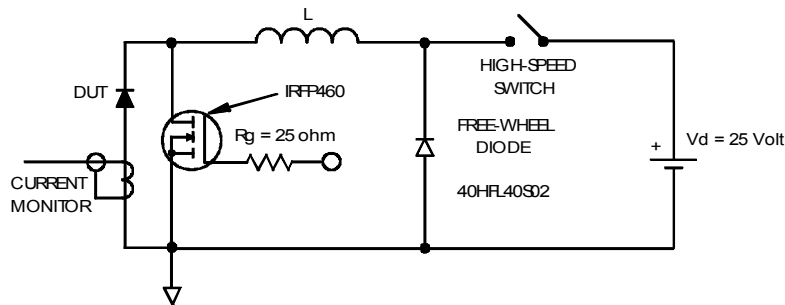 L
HIGH-SPEED
SWITCH
DUT
IRFP460
Rg = 25 ohm
FREE-WHEEL
DIODE
+
Vd = 25 Volt
CURRENT
MONITOR
40HFL40S02